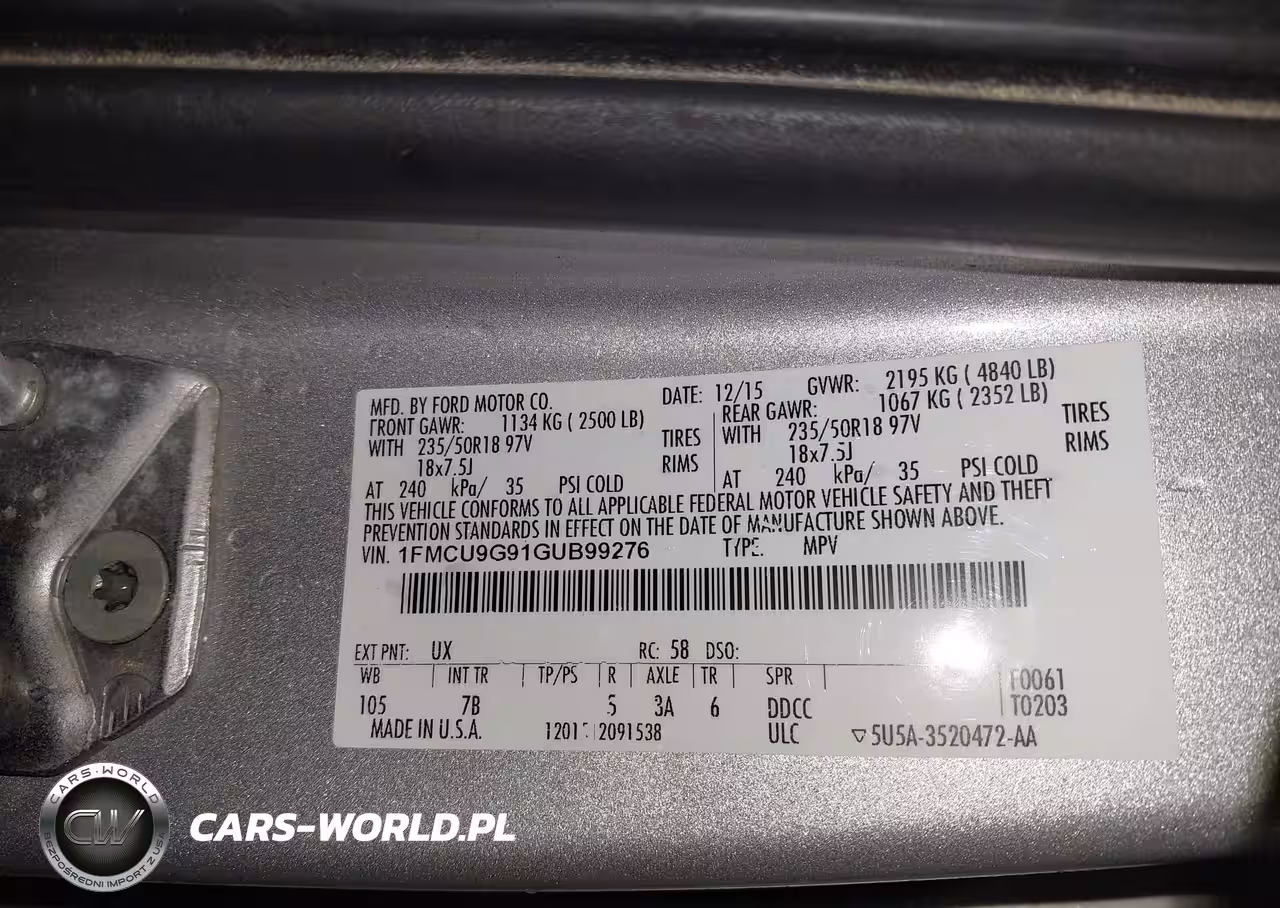 MFD. BY FORD MOTOR CO.
DATE: 12/15 GVWR: 2195 KG ( 4840 LB)
FRONT GAWR: 1134 KG ( 2500 LB)
WITH 235/50R18 97V TIRES
18x7.5J RIMS
AT 240 kPa/ 35 PSI COLD
REAR GAWR: 1067 KG ( 2352 LB)
WITH 235/50R18 97V TIRES
18x7.5J RIMS
AT 240 kPa/ 35 PSI COLD
THIS VEHICLE CONFORMS TO ALL APPLICABLE FEDERAL MOTOR VEHICLE SAFETY AND THEFT
PREVENTION STANDARDS IN EFFECT ON THE DATE OF MANUFACTURE SHOWN ABOVE.
VIN. 1FMCU9G91GUB99276 TYPE. MPV
EXT PNT: UX RC: 58 DSO:
WB INT TR TP/PS R AXLE TR SPR
105 7B 5 3A 6 DDCC
F0061
T0203
MADE IN U.S.A. 2091538 ULC ▽5U5A-3520472-AA
CARS-WORLD
CW
BEZPOŚREDNI IMPORT Z USA
CARS-WORLD.PL